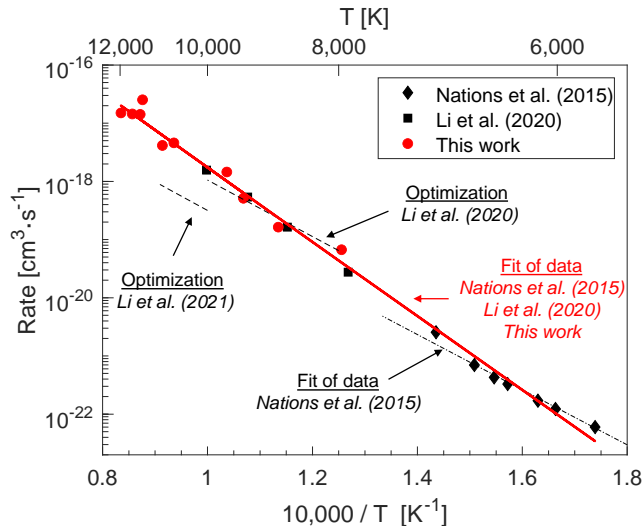 T [K]
12,000 10,000 8,000 6,000
10^-16
Nations et al. (2015)
Li et al. (2020)
This work
10^-18
Optimization
Li et al. (2020)
Optimization
Li et al. (2021)
Rate [cm^3·s^-1]
10^-20
Fit of data
Nations et al. (2015)
Li et al. (2020)
This work
Fit of data
Nations et al. (2015)
10^-22
0.8 1 1.2 1.4 1.6 1.8
10,000 / T [K^-1]